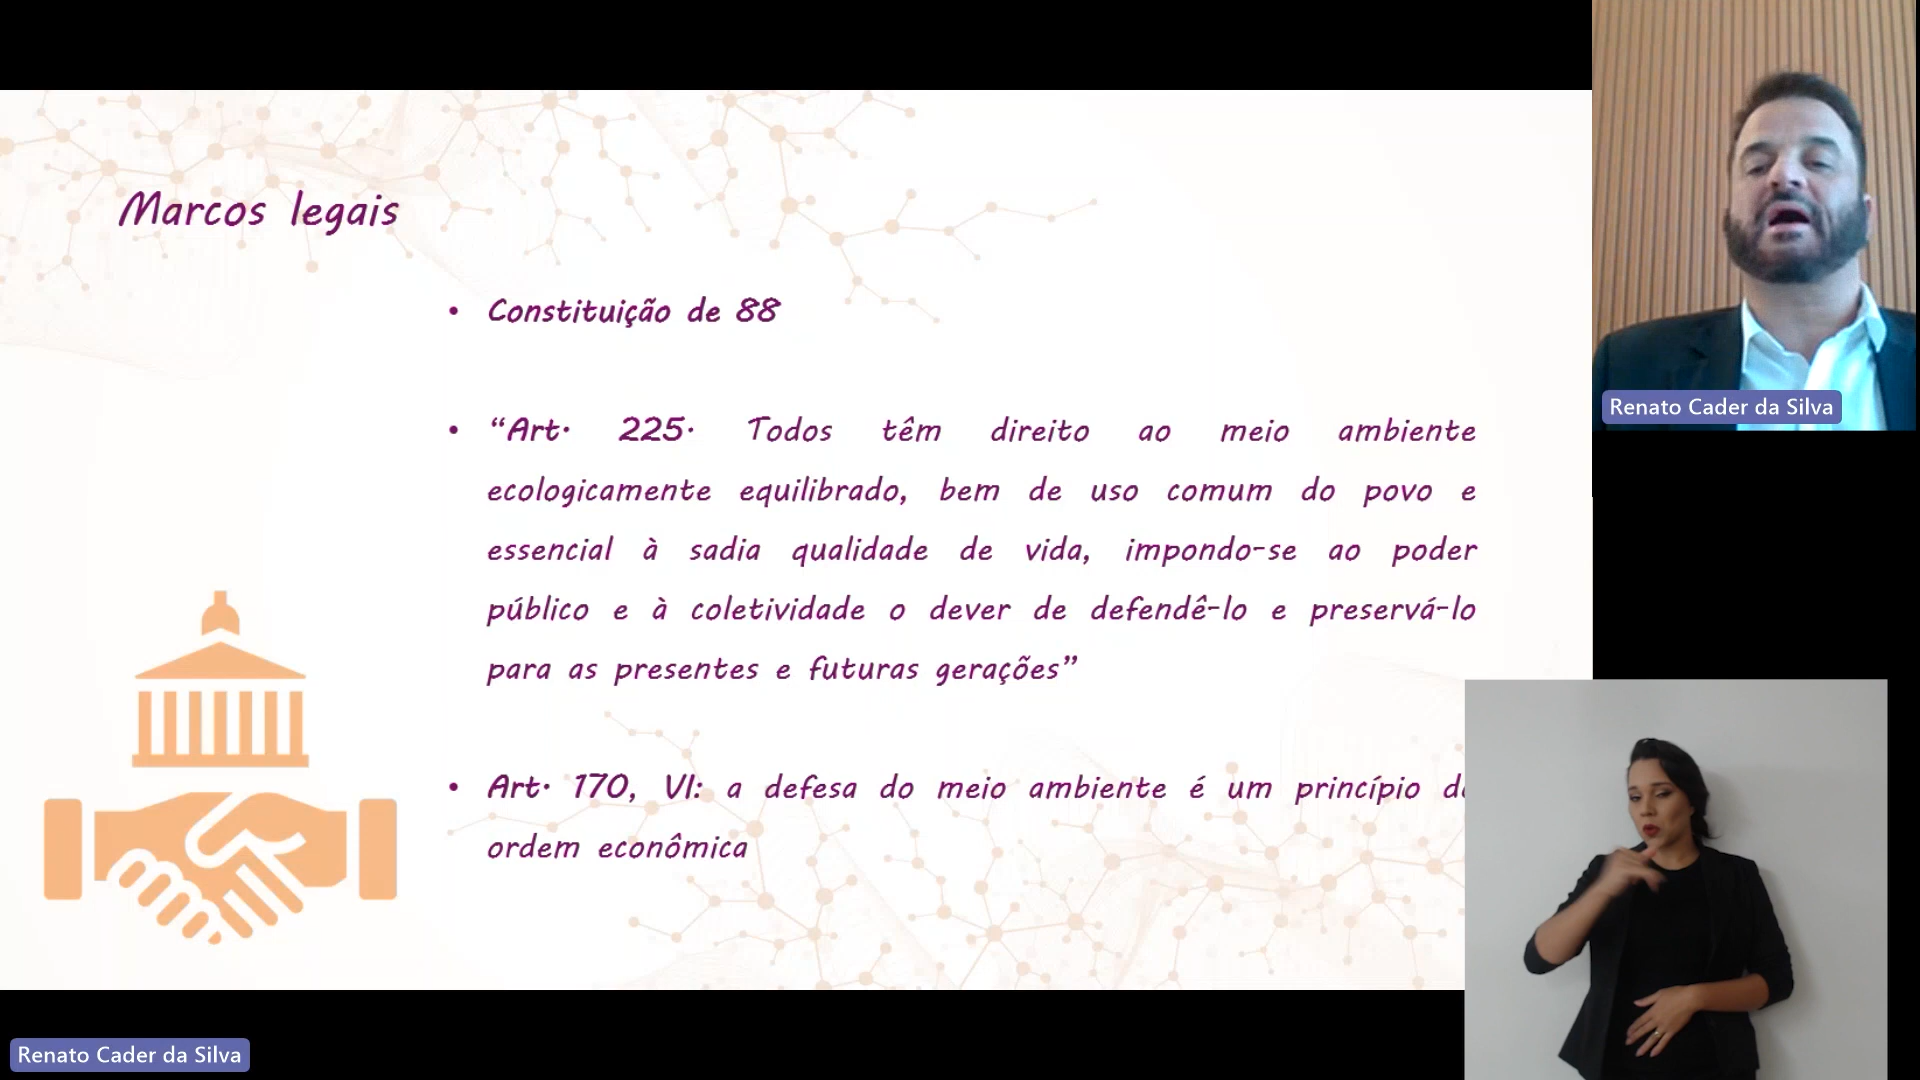 Marcos legais
• Constituição de 88
• “Art. 225. Todos têm direito ao meio ambiente
ecologicamente equilibrado, bem de uso comum do povo e
essencial à sadia qualidade de vida, impondo-se ao poder
público e à coletividade o dever de defendê-lo e preservá-lo
para as presentes e futuras gerações”
• Art. 170, VI: a defesa do meio ambiente é um princípio
ordem econômica
Renato Cader da Silva
Renato Cader da Silva